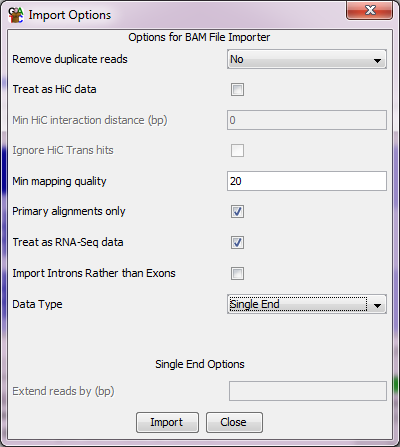 Import Options
Options for BAM File Importer
Remove duplicate reads No
Treat as HiC data
Min HiC interaction distance (bp) 0
Ignore HiC Trans hits
Min mapping quality 20
Primary alignments only
Treat as RNA-Seq data
Import Introns Rather than Exons
Data Type Single End
Single End Options
Extend reads by (bp)
Import Close